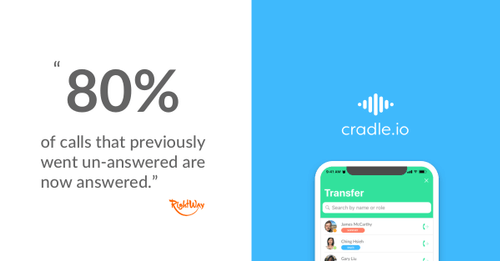 “
80%
of calls that previously
went un-answered are
now answered.”
RightWay
cradle.io
9:41 AM
Transfer
Search by name or role
James McCarthy
Ching Hsieh
Gary Liu